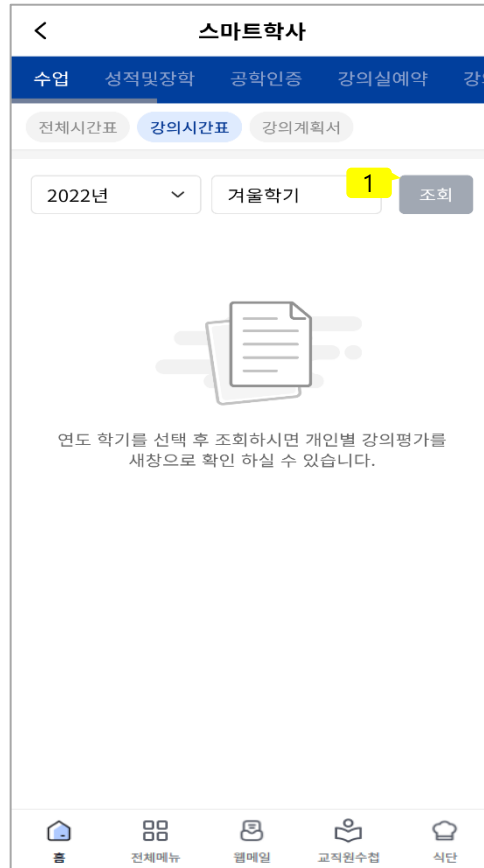 스마트학사
수업 성적및장학 공학인증 강의실예약
전체시간표 강의시간표 강의계획서
2022년 겨울학기 1 조회
연도 학기를 선택 후 조회하시면 개인별 강의평가를
새창으로 확인 하실 수 있습니다.
홈 전체메뉴 웹메일 교직원수첩 식단